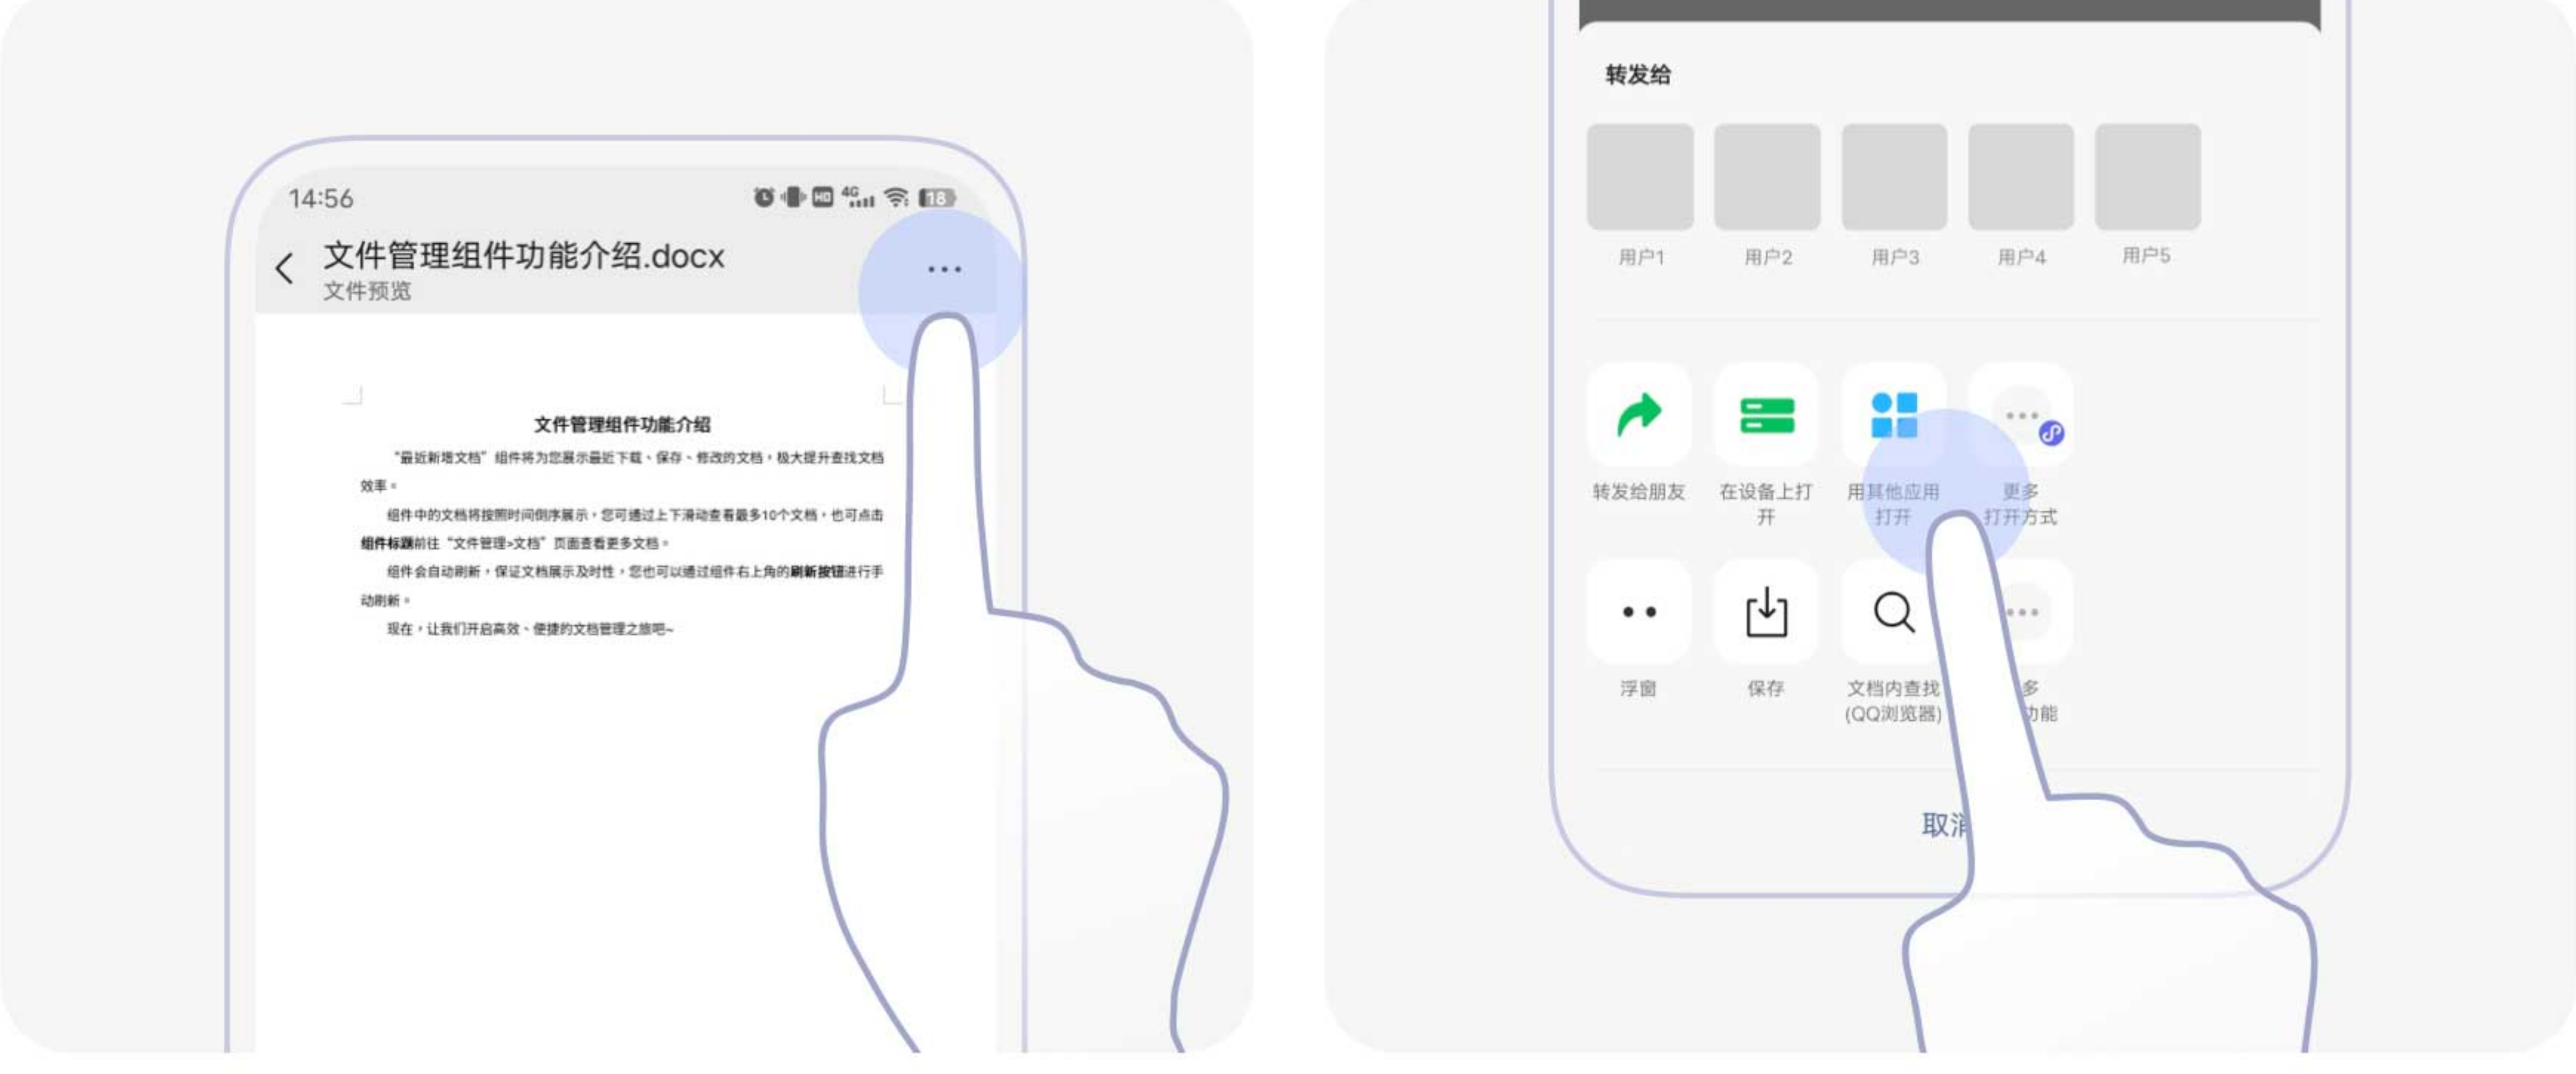 14:56
HD 4G 18
文件管理组件功能介绍.docx
文件预览
文件管理组件功能介绍
“最近新增文档”组件将为您展示最近下载、保存、修改的文档，极大提升查找文档
效率。
组件中的文档将按照时间倒序展示，您可通过上下滑动查看最多10个文档，也可点击
组件标题前往“文件管理>文档”页面查看更多文档。
组件会自动刷新，保证文档展示及时性，您也可以通过组件右上角的刷新按钮进行手
动刷新。
现在，让我们开启高效、便捷的文档管理之旅吧~
转发给
用户1 用户2 用户3 用户4 用户5
转发给朋友 在设备上打 用其他应用 更多
开 打开 打开方式
浮窗 保存 文档内查找 多
(QQ浏览器) 功能
取消